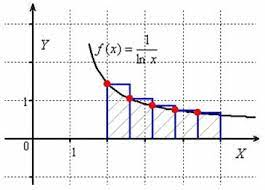 Y
f(x) = 1/ln x
1
0
1
X